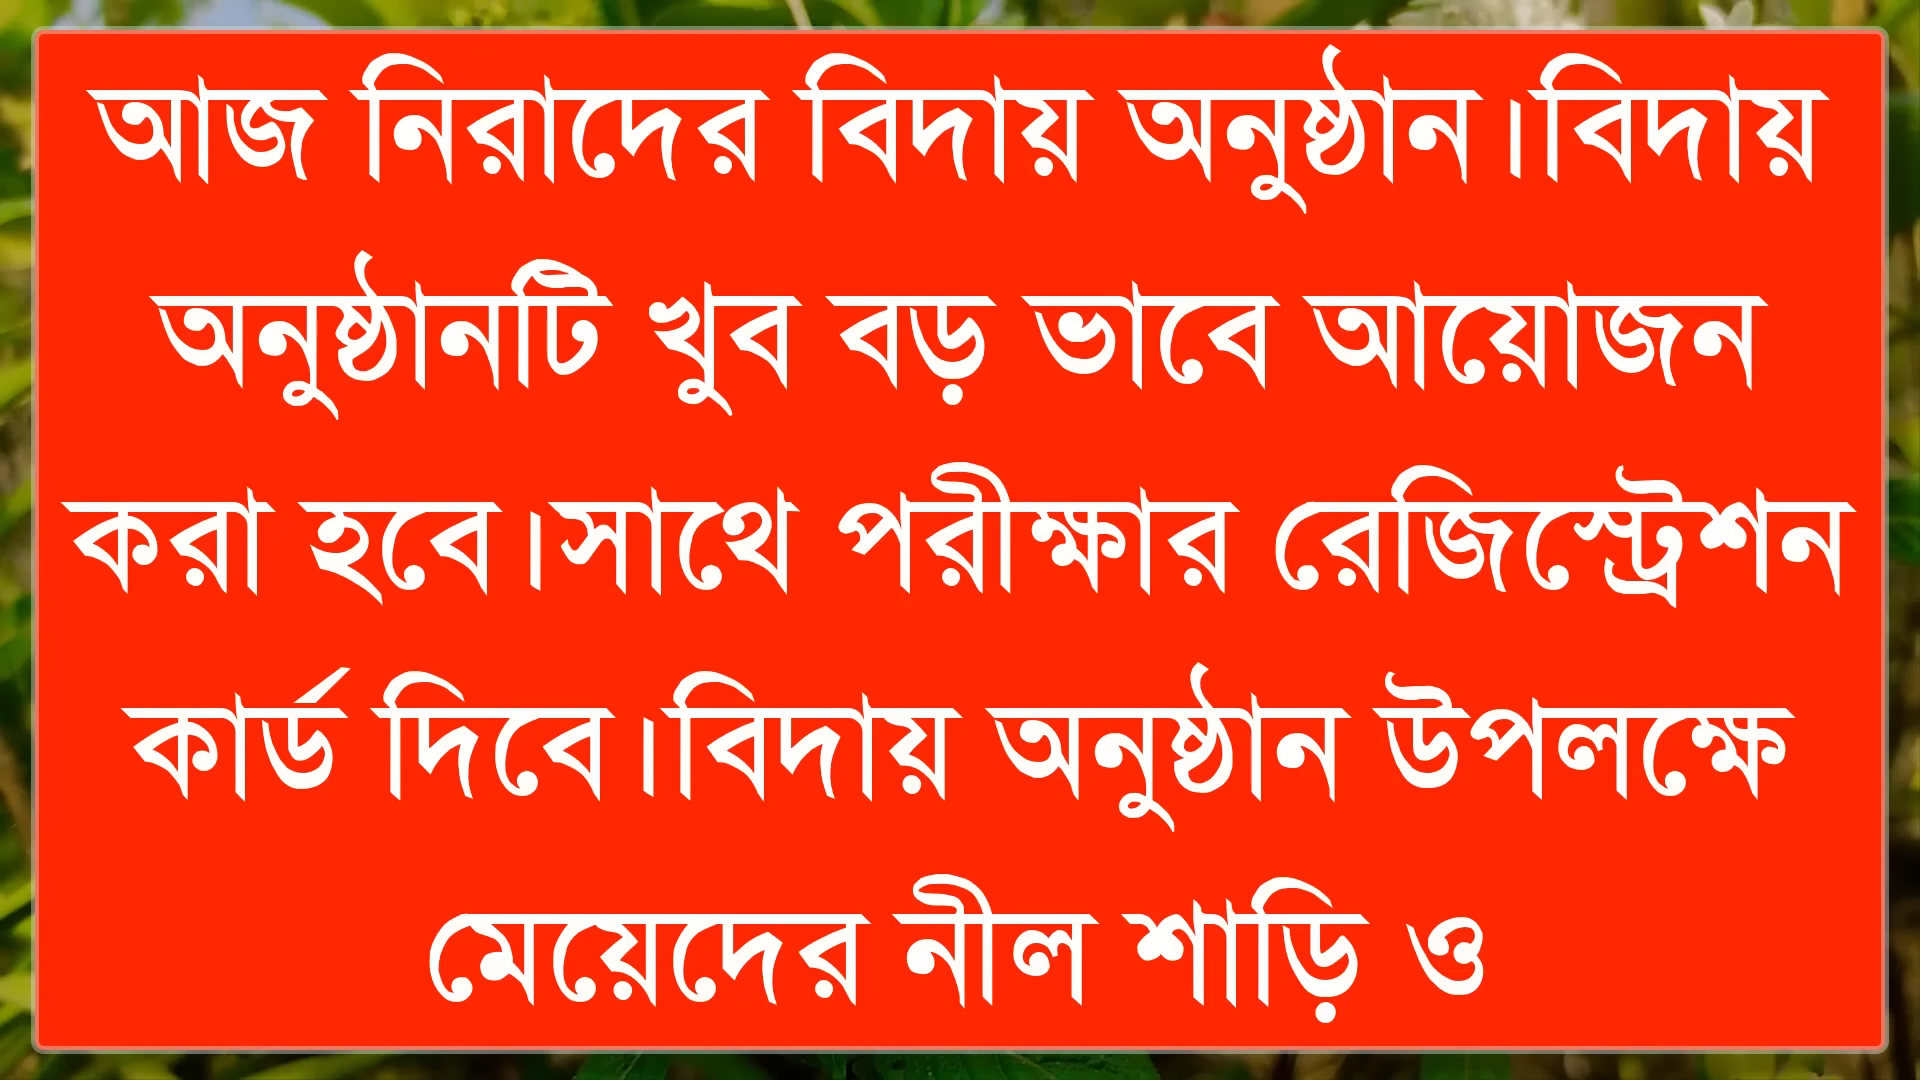 আজ নিরাদের বিদায় অনুষ্ঠান।বিদায়
অনুষ্ঠানটি খুব বড় ভাবে আয়োজন
করা হবে।সাথে পরীক্ষার রেজিস্ট্রেশন
কার্ড দিবে।বিদায় অনুষ্ঠান উপলক্ষে
মেয়েদের নীল শাড়ি ও